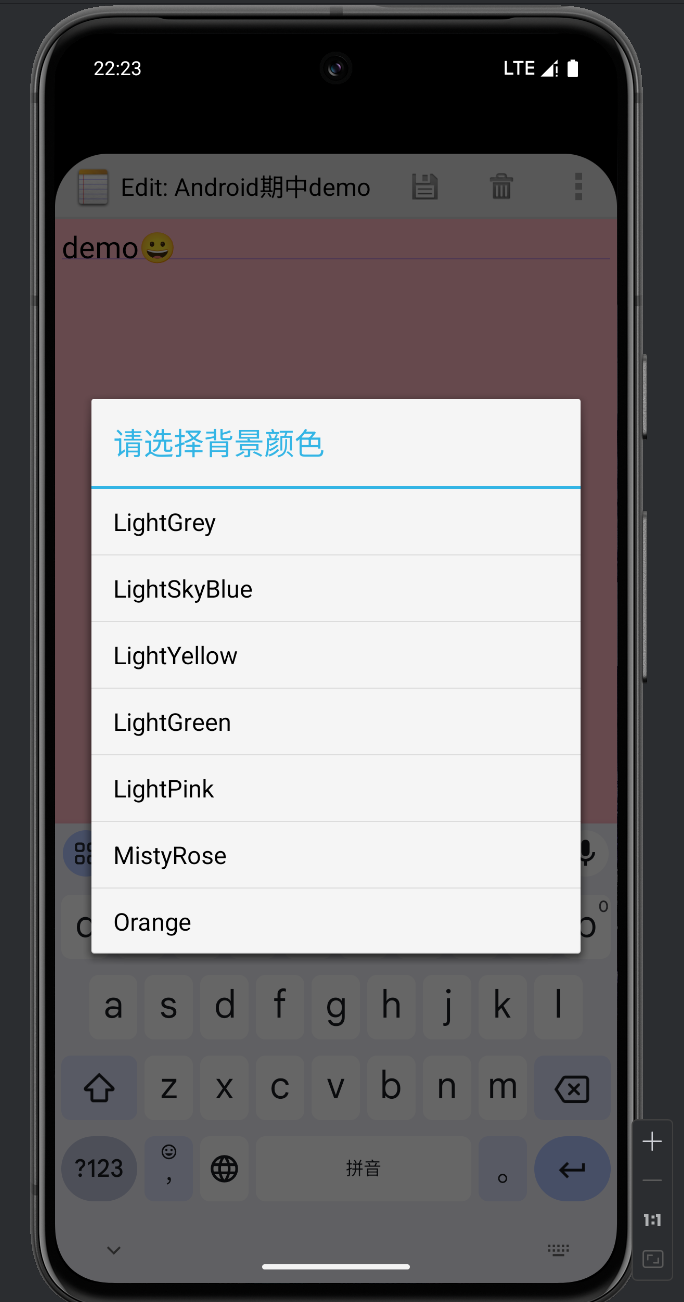 22:23
LTE
Edit: Android期中demo
demo😀
请选择背景颜色
LightGrey
LightSkyBlue
LightYellow
LightGreen
LightPink
MistyRose
Orange
0
a s d f g h j k l
z x c v b n m
?123 , 拼音 。
1:1